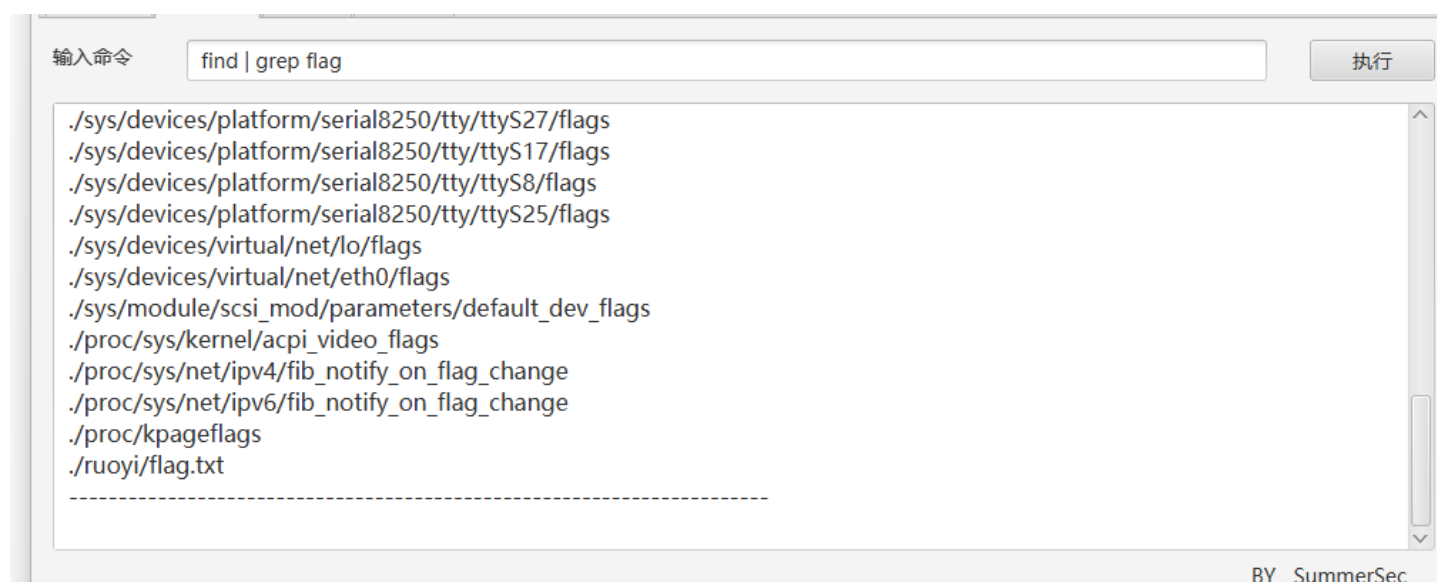 输入命令
find | grep flag
执行
./sys/devices/platform/serial8250/tty/ttyS27/flags
./sys/devices/platform/serial8250/tty/ttyS17/flags
./sys/devices/platform/serial8250/tty/ttyS8/flags
./sys/devices/platform/serial8250/tty/ttyS25/flags
./sys/devices/virtual/net/lo/flags
./sys/devices/virtual/net/eth0/flags
./sys/module/scsi_mod/parameters/default_dev_flags
./proc/sys/kernel/acpi_video_flags
./proc/sys/net/ipv4/fib_notify_on_flag_change
./proc/sys/net/ipv6/fib_notify_on_flag_change
./proc/kpageflags
./ruoyi/flag.txt
-----------------------------------------------------------------------
BY SummerSec